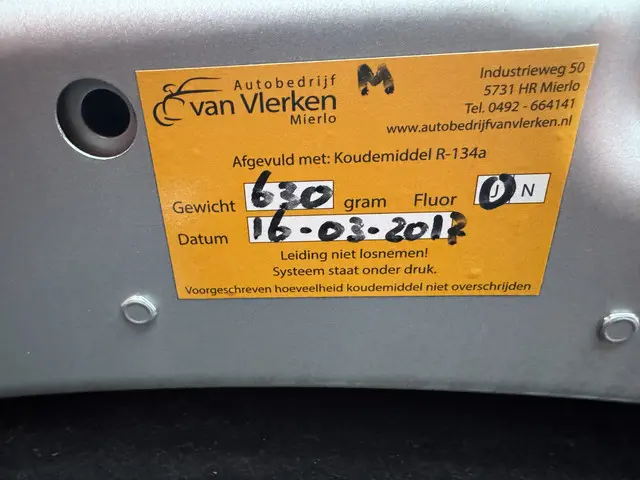 Autobedrijf
van Vlerken
Mierlo
M
Industrieweg 50
5731 HR Mierlo
Tel. 0492 - 664141
www.autobedrijfvanvlerken.nl
Afgevuld met: Koudemiddel R-134a
Gewicht 630 gram Fluor J N
Datum 16-03-2017
Leiding niet losnemen!
Systeem staat onder druk.
Voorgeschreven hoeveelheid koudemiddel niet overschrijden